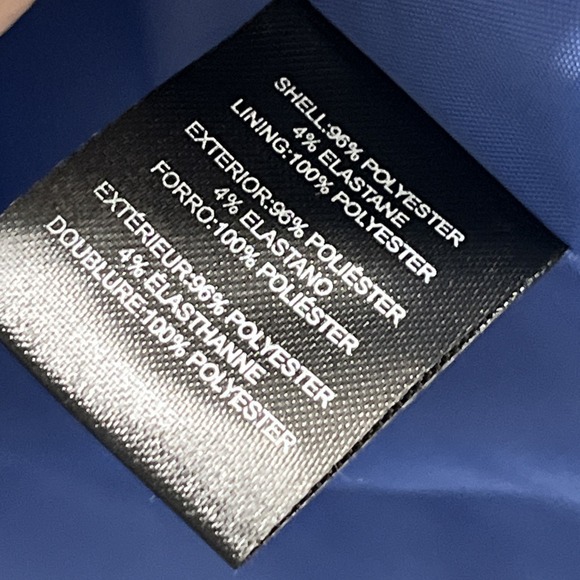 SHELL:96% POLYESTER
4% ELASTANE
LINING:100% POLYESTER
EXTERIOR:96% POLIÉSTER
4% ELASTANO
FORRO:100% POLIÉSTER
EXTÉRIEUR:96% POLYESTER
4% ÉLASTHANNE
DOUBLURE:100% POLYESTER